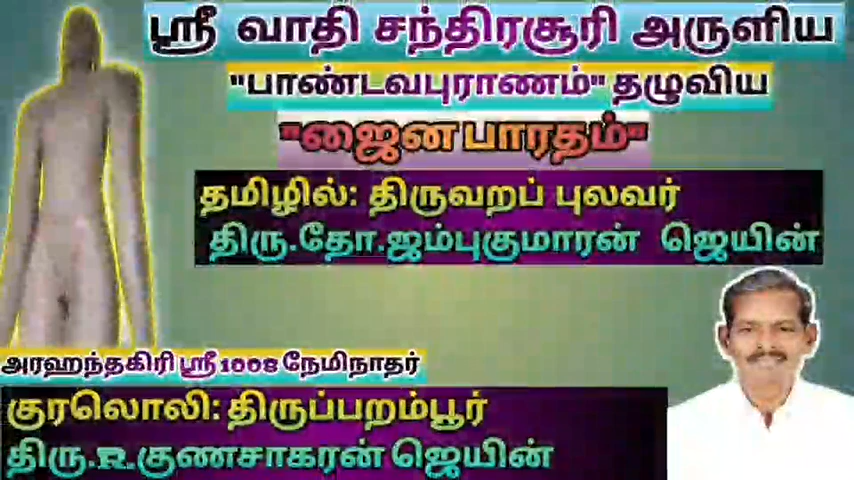 ஸ்ரீ வாதி சந்திரசூரி அருளிய
"பாண்டவபுராணம்" தழுவிய
"ஜைன பாரதம்"
தமிழில்: திருவறப் புலவர்
திரு.தோ.ஜம்புகுமாரன் ஜெயின்
அரஹந்தகிரி ஸ்ரீ 1008 நேமிநாதர்
குரலொலி: திருப்பறம்பூர்
திரு.R.குணசாகரன் ஜெயின்